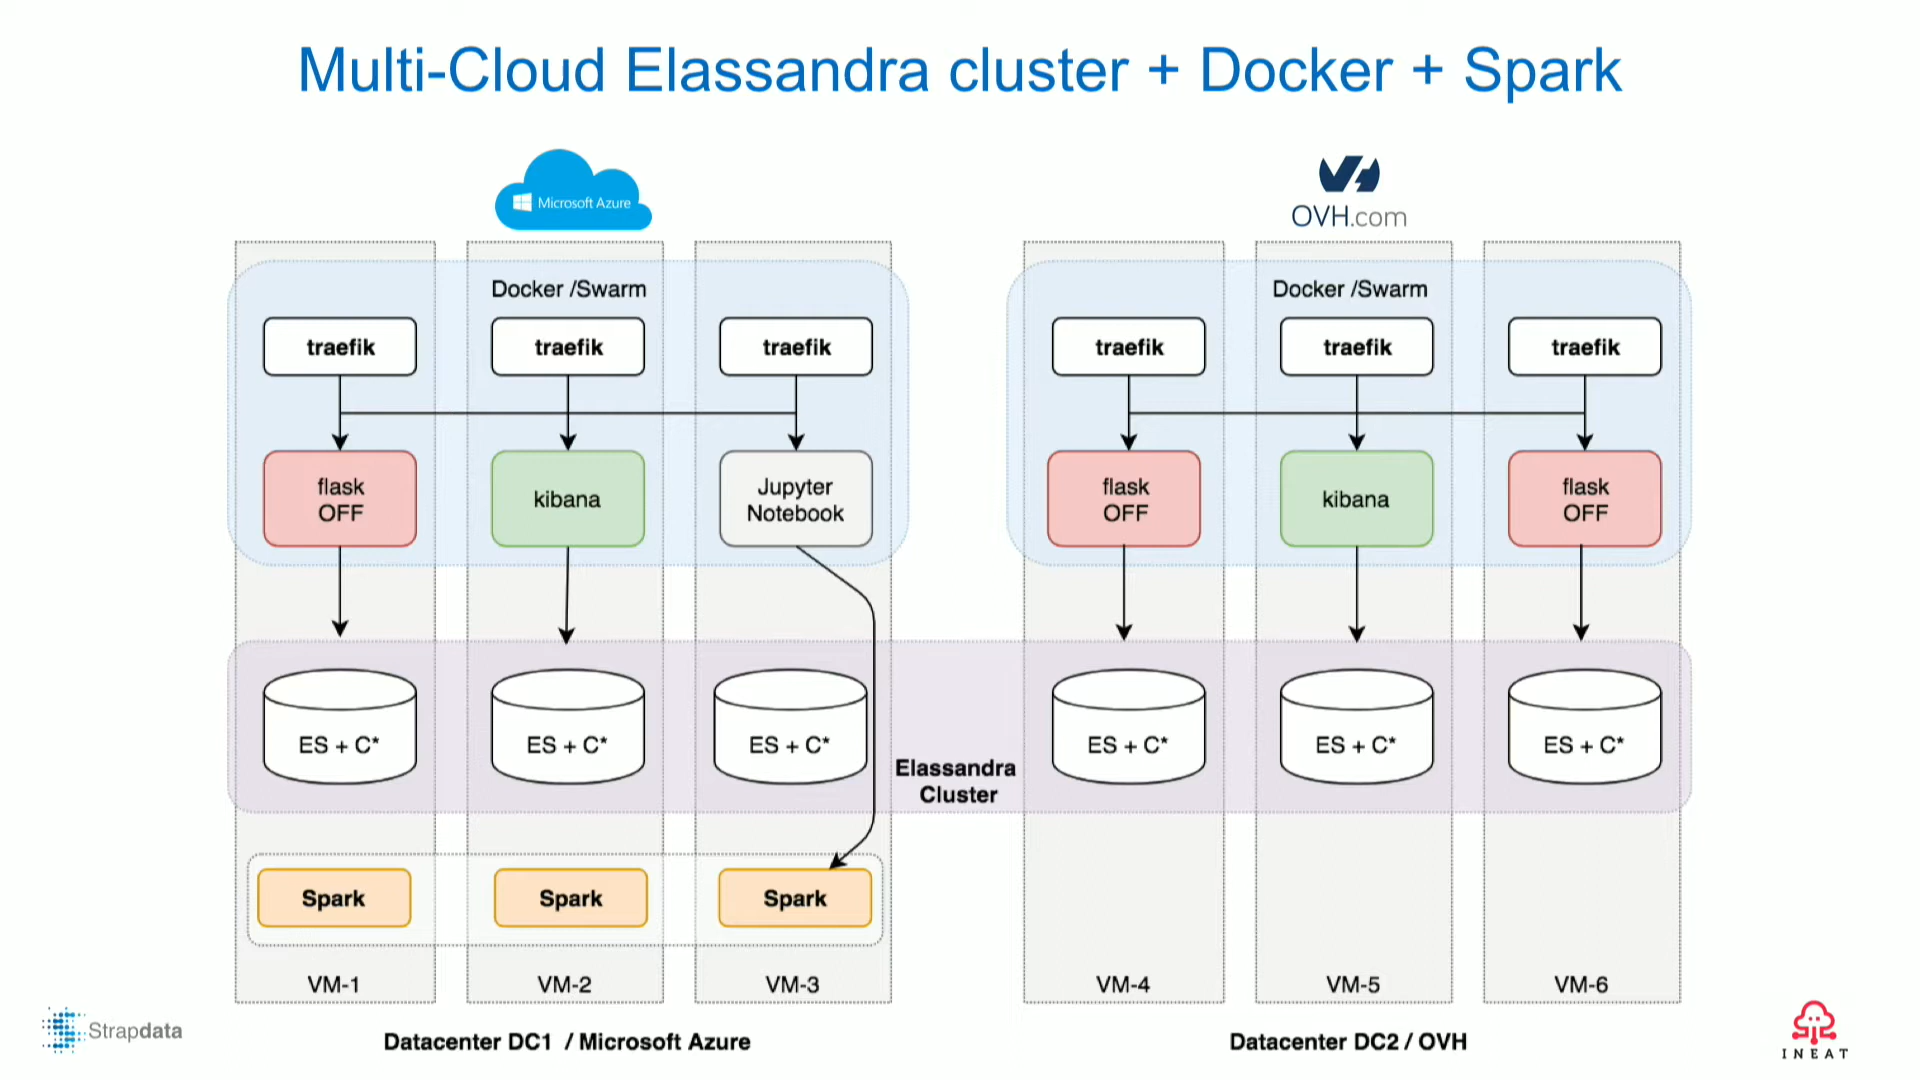 Multi-Cloud Elassandra cluster + Docker + Spark
Microsoft Azure
OVH.com
Docker /Swarm
Docker /Swarm
traefik
traefik
traefik
traefik
traefik
traefik
flask
OFF
kibana
Jupyter
Notebook
flask
OFF
kibana
flask
OFF
ES + C*
ES + C*
ES + C*
Elassandra
Cluster
ES + C*
ES + C*
ES + C*
Spark
Spark
Spark
VM-1
VM-2
VM-3
VM-4
VM-5
VM-6
Strapdata
Datacenter DC1 / Microsoft Azure
Datacenter DC2 / OVH
INEAT